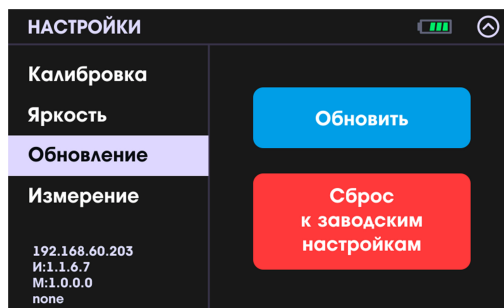 НАСТРОЙКИ
Калибровка
Яркость
Обновление
Измерение
192.168.60.203
И:1.1.6.7
М:1.0.0.0
none
Обновить
Сброс
к заводским
настройкам